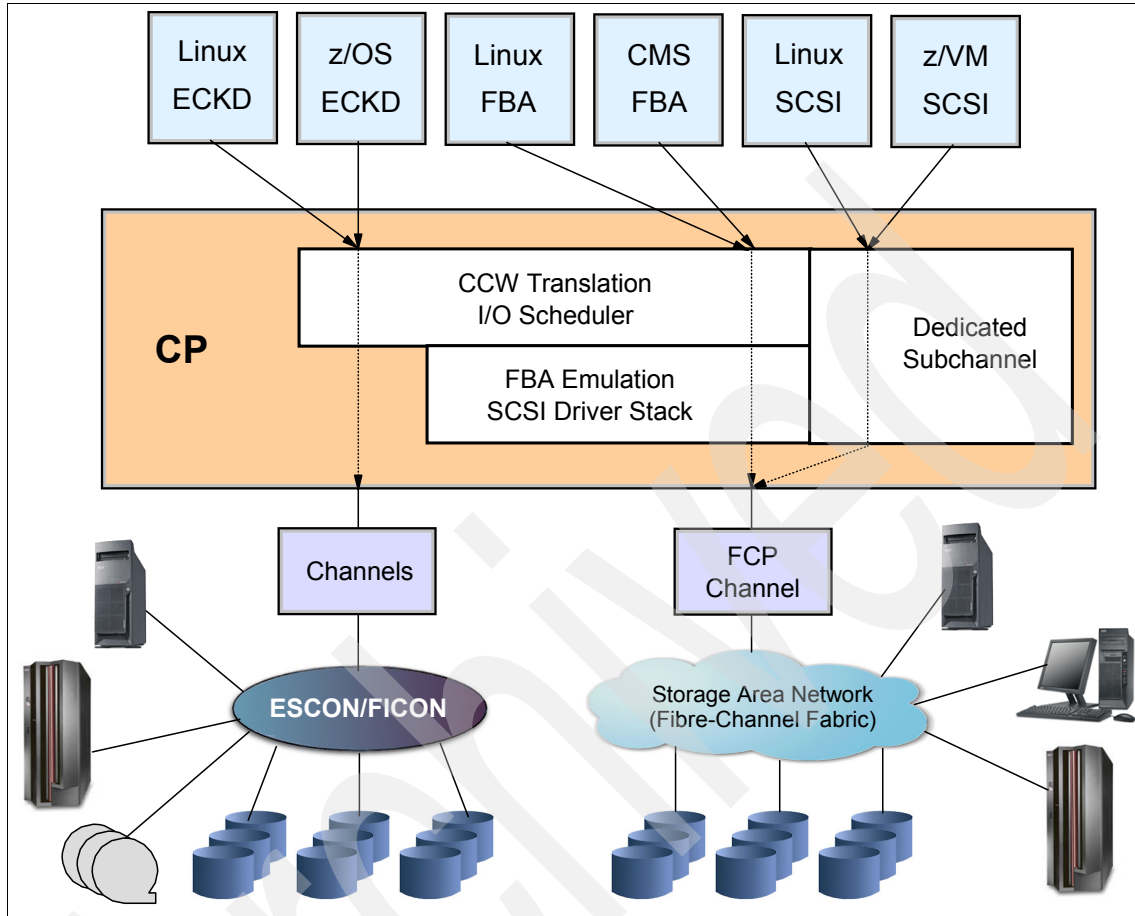 Linux
ECKD
z/OS
ECKD
Linux
FBA
CMS
FBA
Linux
SCSI
z/VM
SCSI
CP
CCW Translation
I/O Scheduler
FBA Emulation
SCSI Driver Stack
Dedicated
Subchannel
Channels
FCP
Channel
ESCON/FICON
Storage Area Network
(Fibre-Channel Fabric)